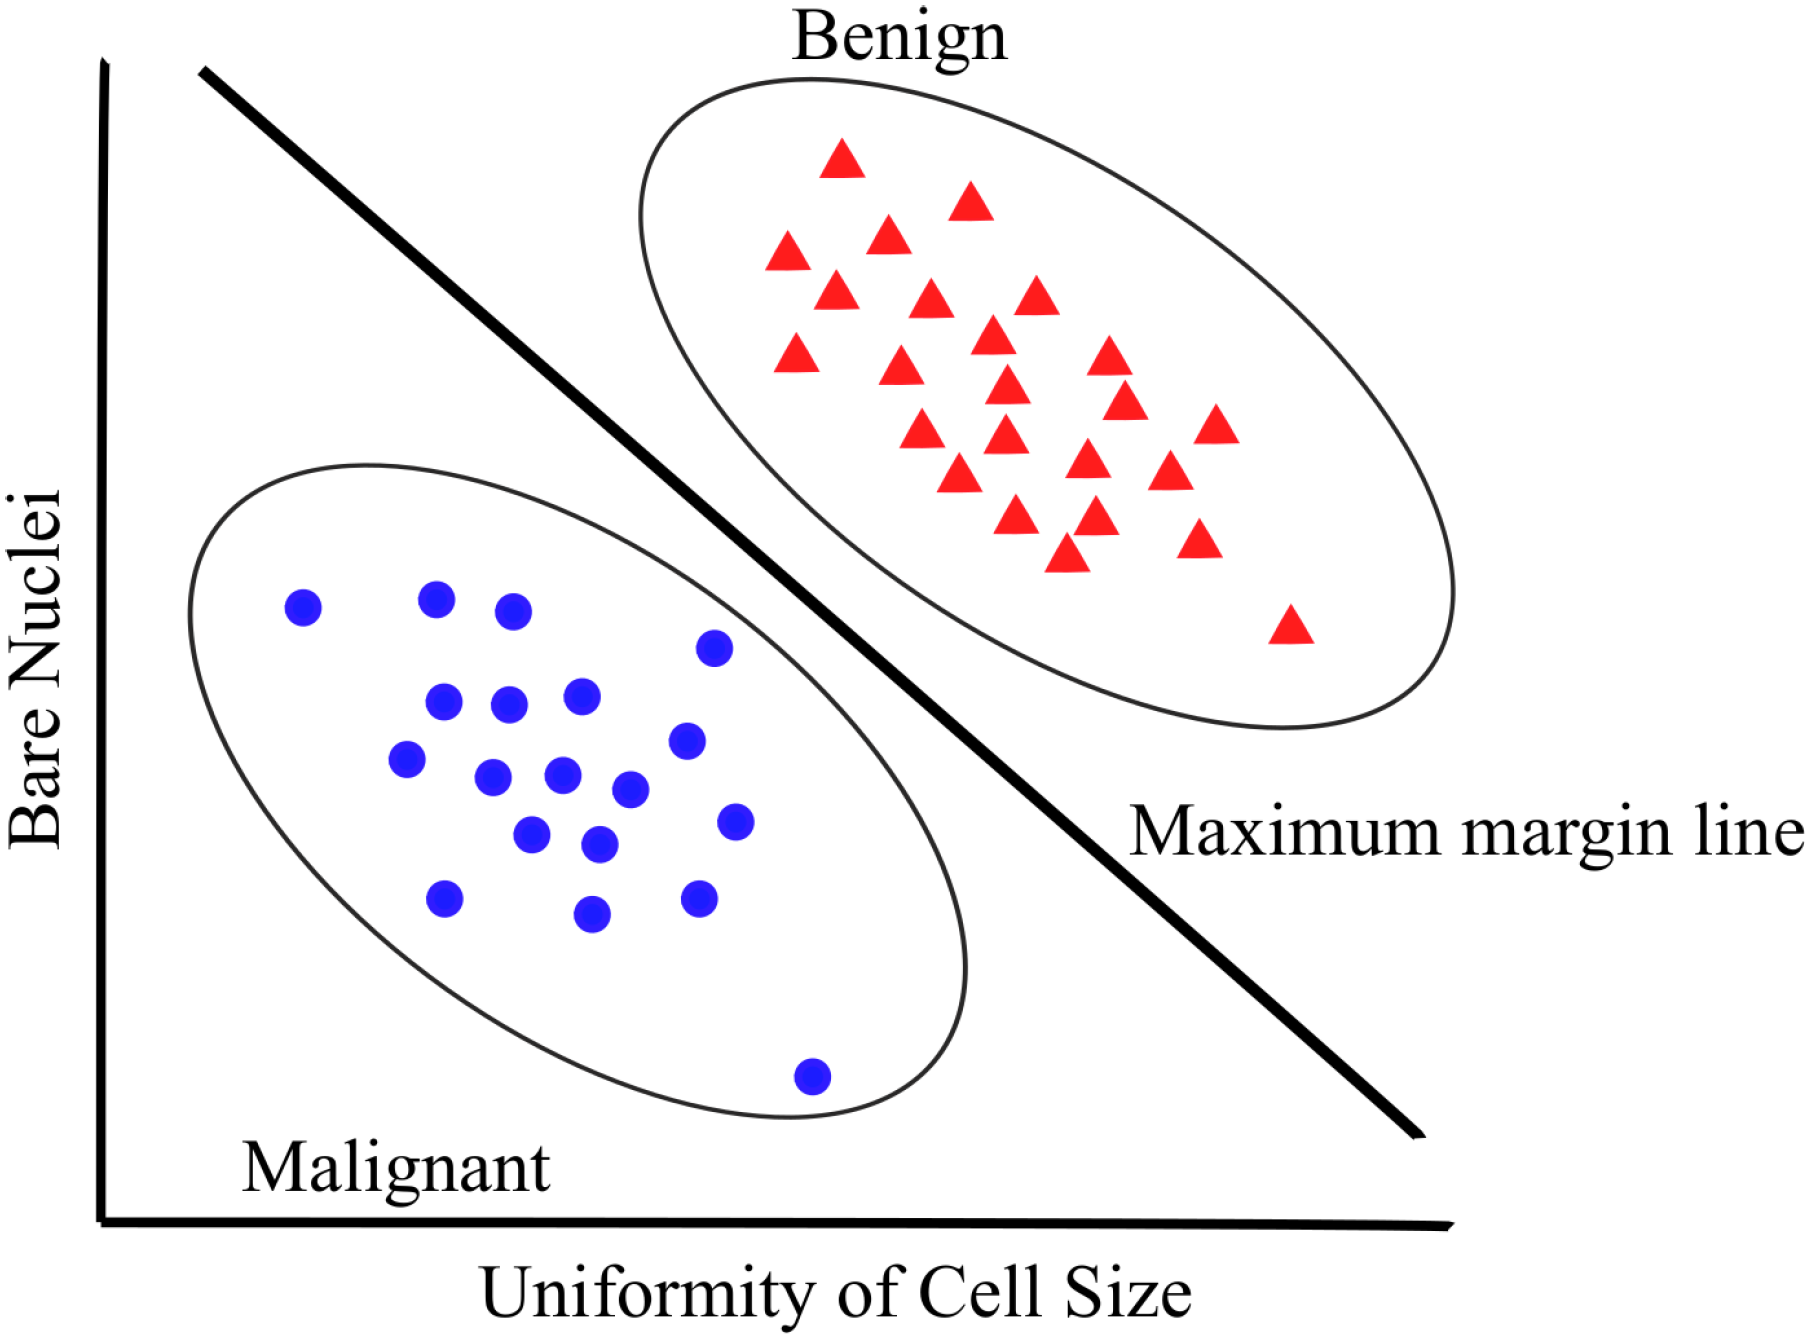 Benign
Bare Nuclei
Maximum margin line
Malignant
Uniformity of Cell Size